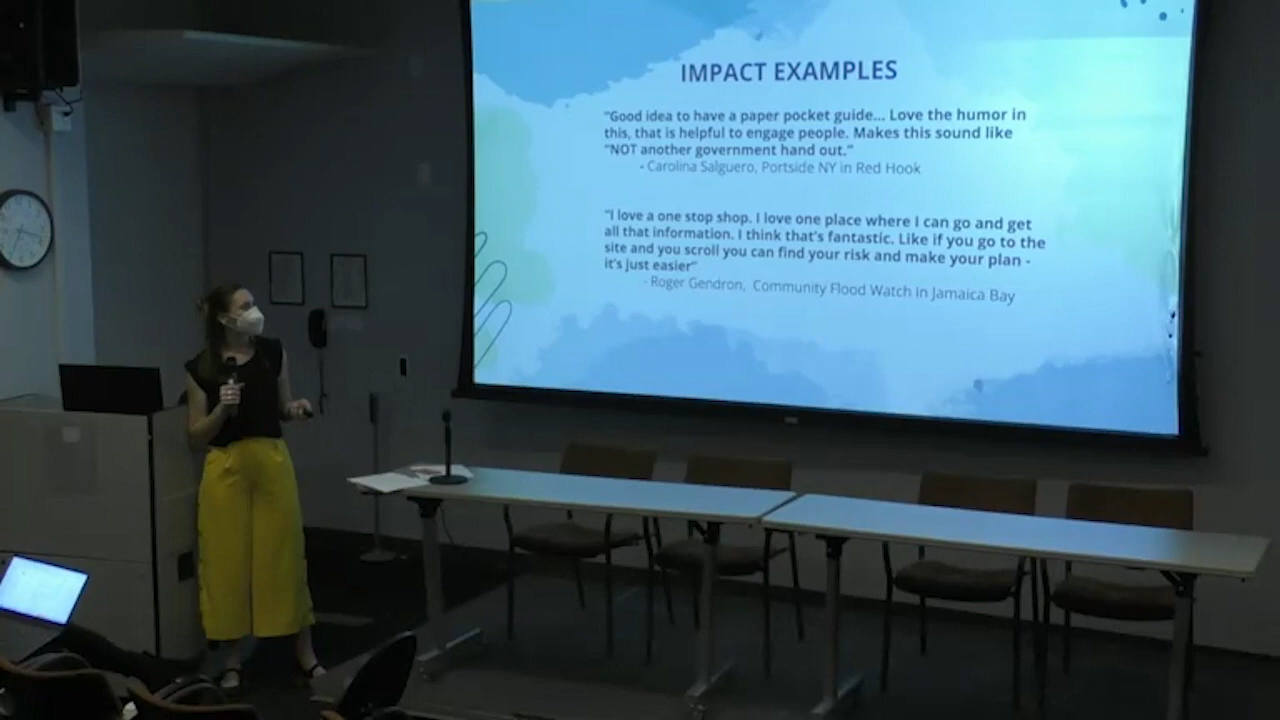 IMPACT EXAMPLES
"Good idea to have a paper pocket guide... Love the humor in
this, that is helpful to engage people. Makes this sound like
"NOT another government hand out."
- Carolina Salguero, Portside NY in Red Hook
"I love a one stop shop. I love one place where I can go and get
all that information. I think that's fantastic. Like if you go to the
site and you scroll you can find your risk and make your plan -
it's just easier"
- Roger Gendron, Community Flood Watch in Jamaica Bay